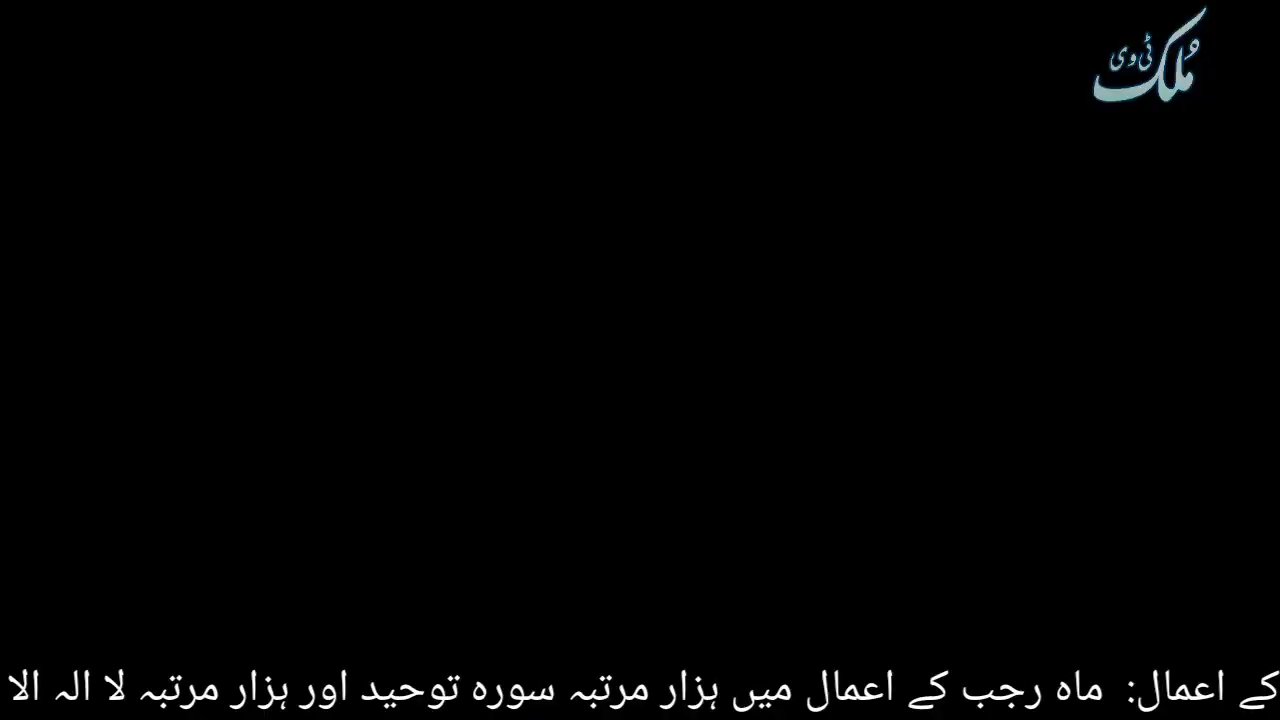 مُلک ٹی وی
کے اعمال: ماہ رجب کے اعمال میں ہزار مرتبہ سورہ توحید اور ہزار مرتبہ لا الہ الا